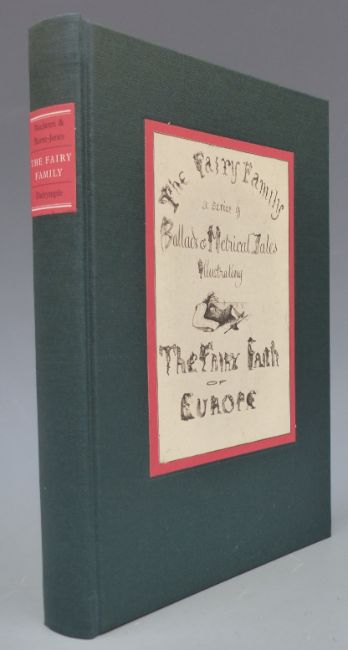 Maclaren &
Burne-Jones
THE FAIRY
FAMILY
Dalrymple
The Fairy Family
a series of
Ballads & Metrical Tales
Illustrating
The Fairy Faith
OF
EUROPE